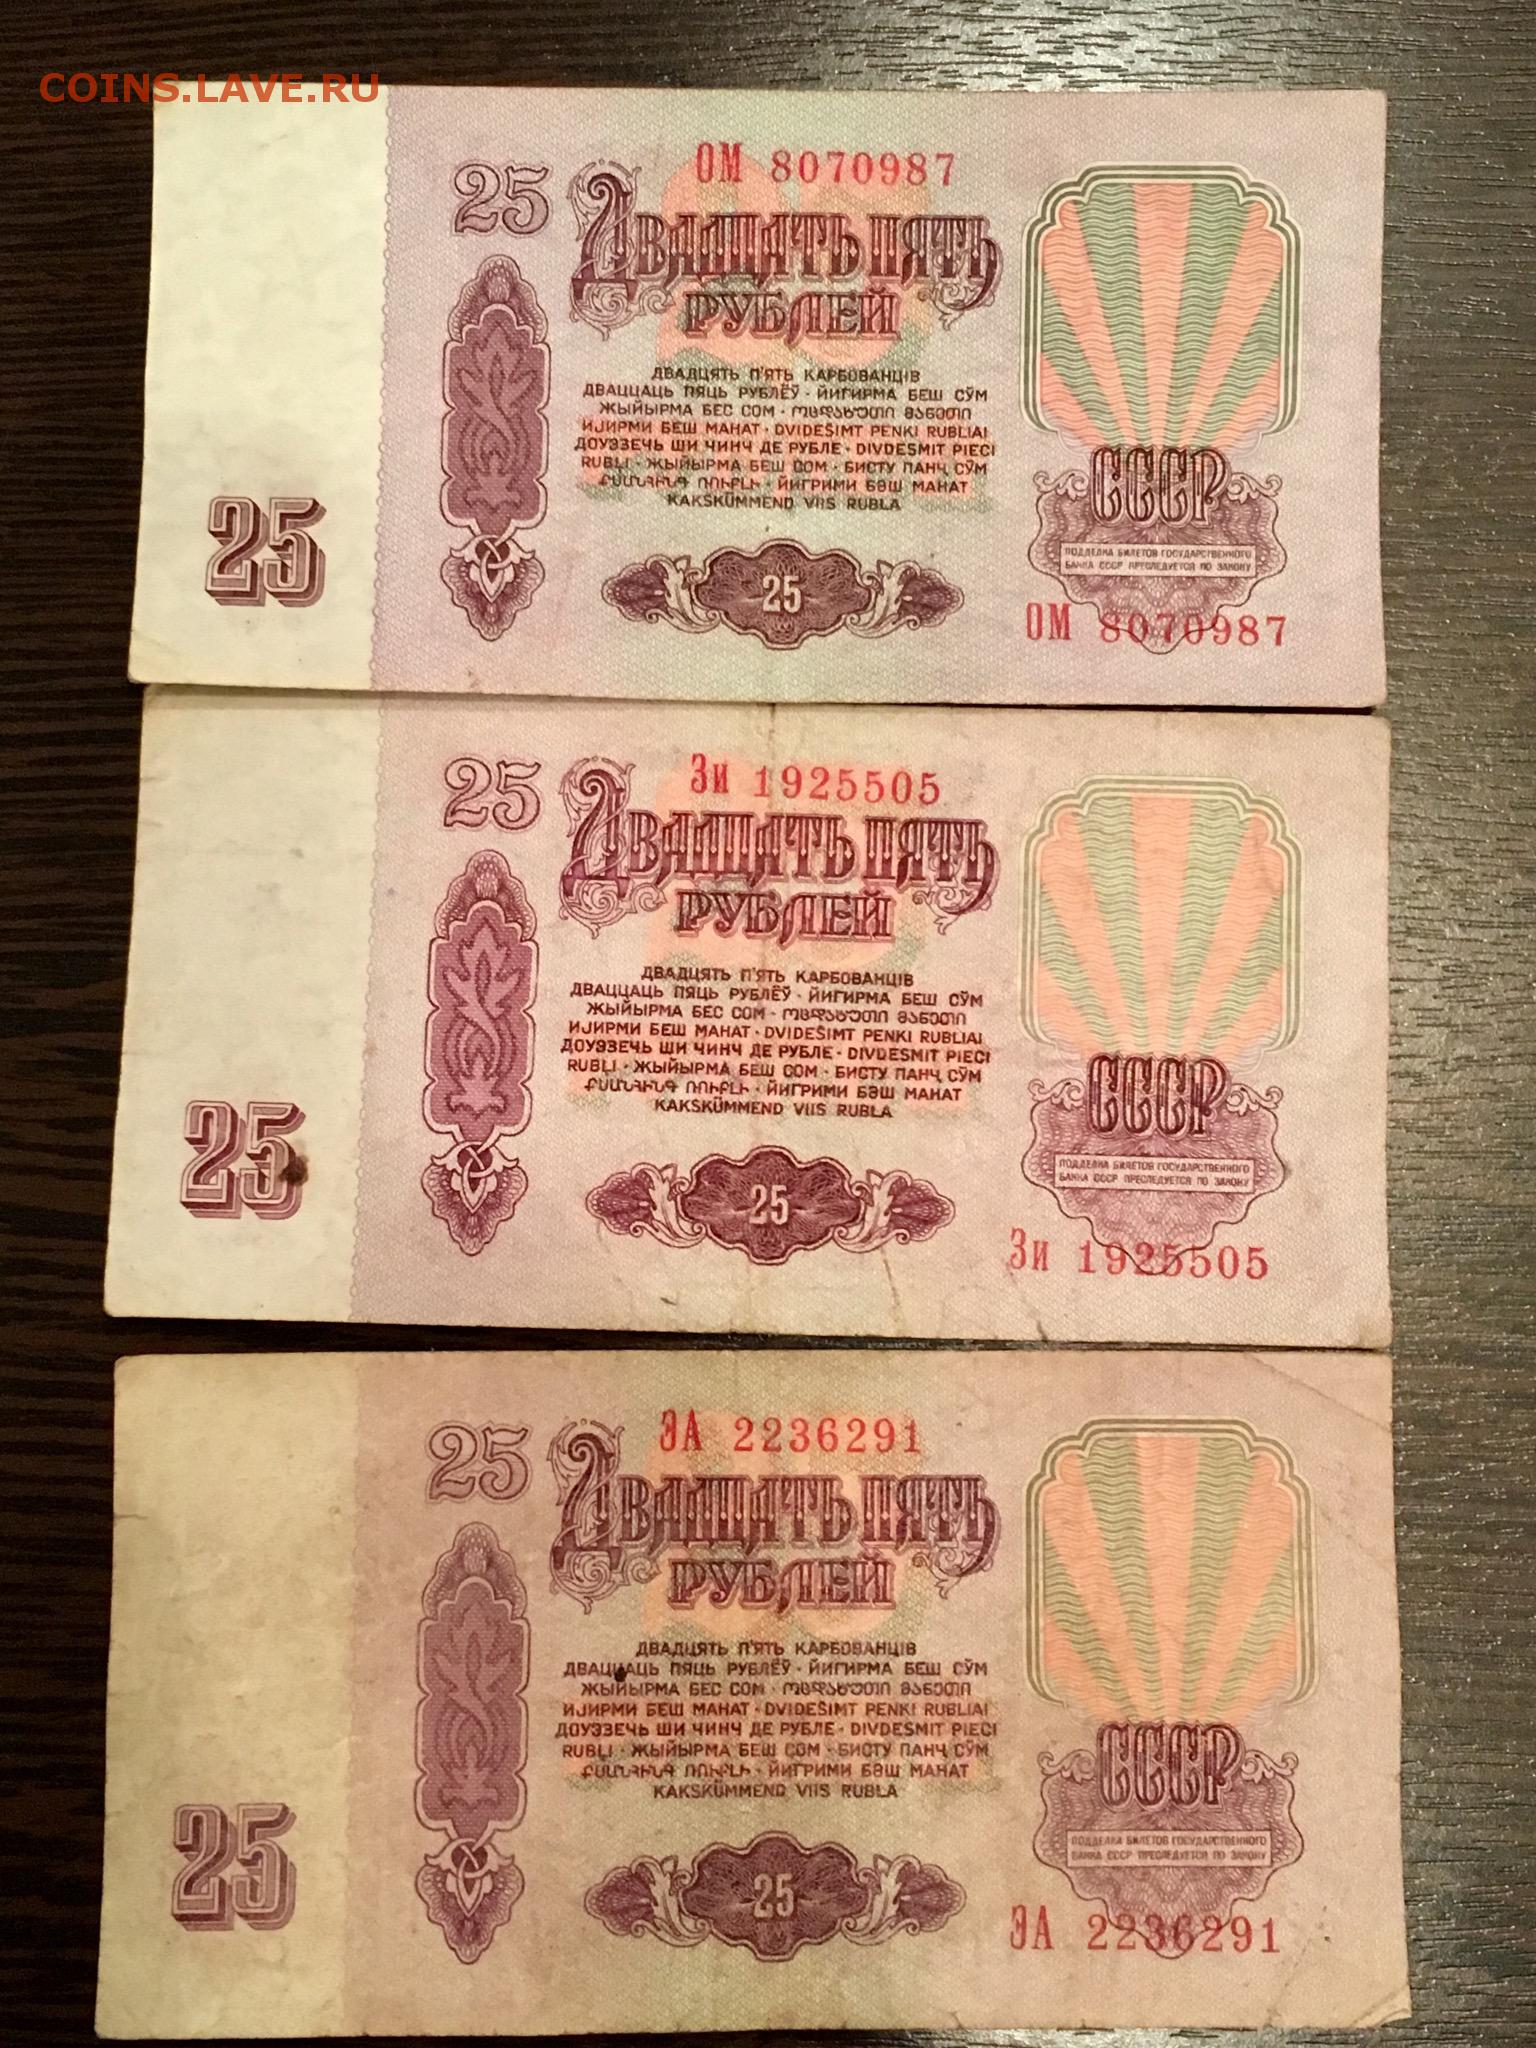 COINS.LAVE.RU
ОМ 8070987
25
ДВАДЦАТЬ ПЯТЬ
РУБЛЕЙ
ДВАДЦЯТЬ П'ЯТЬ КАРБОВАНЦІВ
ДВАЦЦАЦЬ ПЯЦЬ РУБЛЁЎ · ЙИГИРМА БЕШ СЎМ
ЖЫЙЫРМА БЕС СОМ · ოცდახუთი მანეთი
ИЈИРМИ БЕШ МАНАТ · DVIDEŠIMT PENKI RUBLIAI
ДОУЭЗЕЧЬ ШИ ЧИНЧ ДЕ РУБЛЕ · DIVDESMIT PIECI
RUBĻI · ЖЫЙЫРМА БЕШ СОМ · БИСТУ ПАНҶ СЎМ
ՔՍԱՆՀԻՆԳ ՌՈՒԲԼԻ · ЙИГРИМИ БӘШ МАНАТ
KAKSKÜMMEND VIIS RUBLA
СССР
25
25
ПОДДЕЛКА БИЛЕТОВ ГОСУДАРСТВЕННОГО
БАНКА СССР ПРЕСЛЕДУЕТСЯ ПО ЗАКОНУ
ОМ 8070987
Зи 1925505
25
ДВАДЦАТЬ ПЯТЬ
РУБЛЕЙ
ДВАДЦЯТЬ П'ЯТЬ КАРБОВАНЦІВ
ДВАЦЦАЦЬ ПЯЦЬ РУБЛЁЎ · ЙИГИРМА БЕШ СЎМ
ЖЫЙЫРМА БЕС СОМ · ოცდახუთი მანეთი
ИЈИРМИ БЕШ МАНАТ · DVIDEŠIMT PENKI RUBLIAI
ДОУЭЗЕЧЬ ШИ ЧИНЧ ДЕ РУБЛЕ · DIVDESMIT PIECI
RUBĻI · ЖЫЙЫРМА БЕШ СОМ · БИСТУ ПАНҶ СЎМ
ՔՍԱՆՀԻՆԳ ՌՈՒԲԼԻ · ЙИГРИМИ БӘШ МАНАТ
KAKSKÜMMEND VIIS RUBLA
СССР
25
25
ПОДДЕЛКА БИЛЕТОВ ГОСУДАРСТВЕННОГО
БАНКА СССР ПРЕСЛЕДУЕТСЯ ПО ЗАКОНУ
Зи 1925505
ЭА 2236291
25
ДВАДЦАТЬ ПЯТЬ
РУБЛЕЙ
ДВАДЦЯТЬ П'ЯТЬ КАРБОВАНЦІВ
ДВАЦЦАЦЬ ПЯЦЬ РУБЛЁЎ · ЙИГИРМА БЕШ СЎМ
ЖЫЙЫРМА БЕС СОМ · ოცდახუთი მანეთი
ИЈИРМИ БЕШ МАНАТ · DVIDEŠIMT PENKI RUBLIAI
ДОУЭЗЕЧЬ ШИ ЧИНЧ ДЕ РУБЛЕ · DIVDESMIT PIECI
RUBĻI · ЖЫЙЫРМА БЕШ СОМ · БИСТУ ПАНҶ СЎМ
ՔՍԱՆՀԻՆԳ ՌՈՒԲԼԻ · ЙИГРИМИ БӘШ МАНАТ
KAKSKÜMMEND VIIS RUBLA
СССР
25
25
ПОДДЕЛКА БИЛЕТОВ ГОСУДАРСТВЕННОГО
БАНКА СССР ПРЕСЛЕДУЕТСЯ ПО ЗАКОНУ
ЭА 2236291